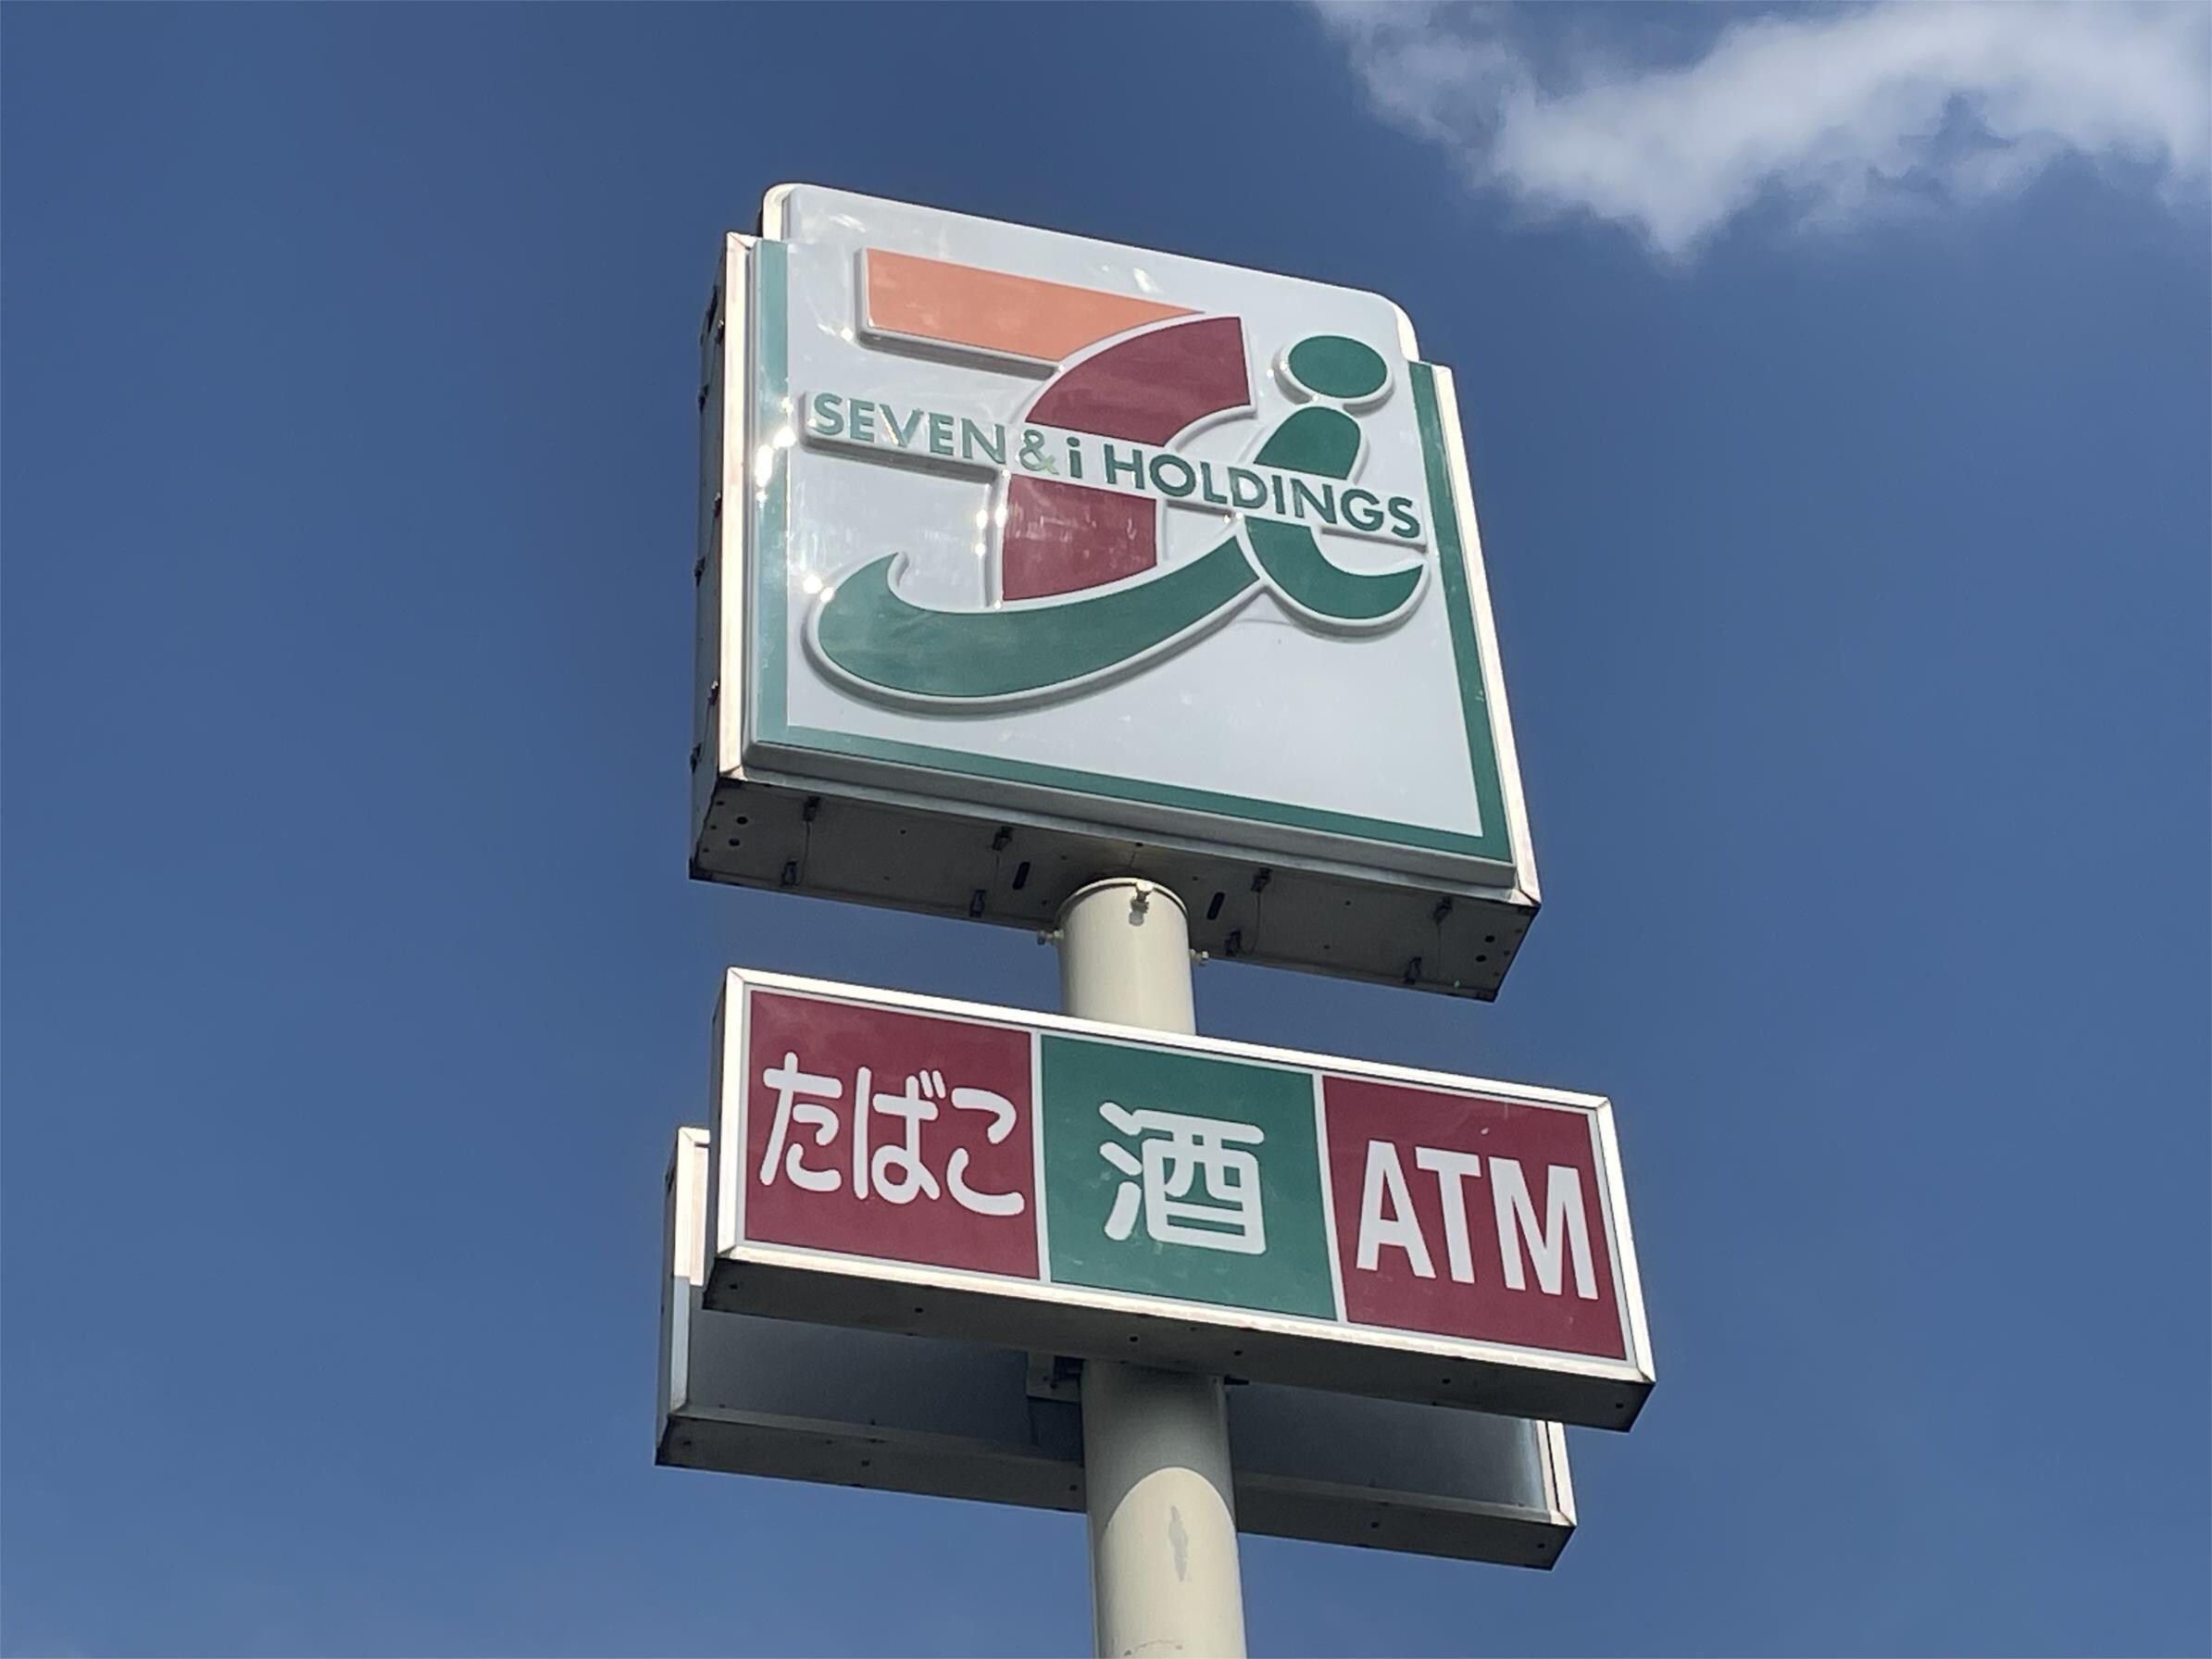 SEVEN&i HOLDINGS
たばこ 酒 ATM